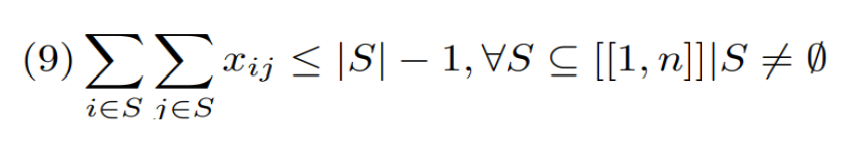 (9) ∑_{i∈S} ∑_{j∈S} x_{ij} ≤ |S| − 1, ∀S ⊆ [[1, n]]|S ≠ ∅